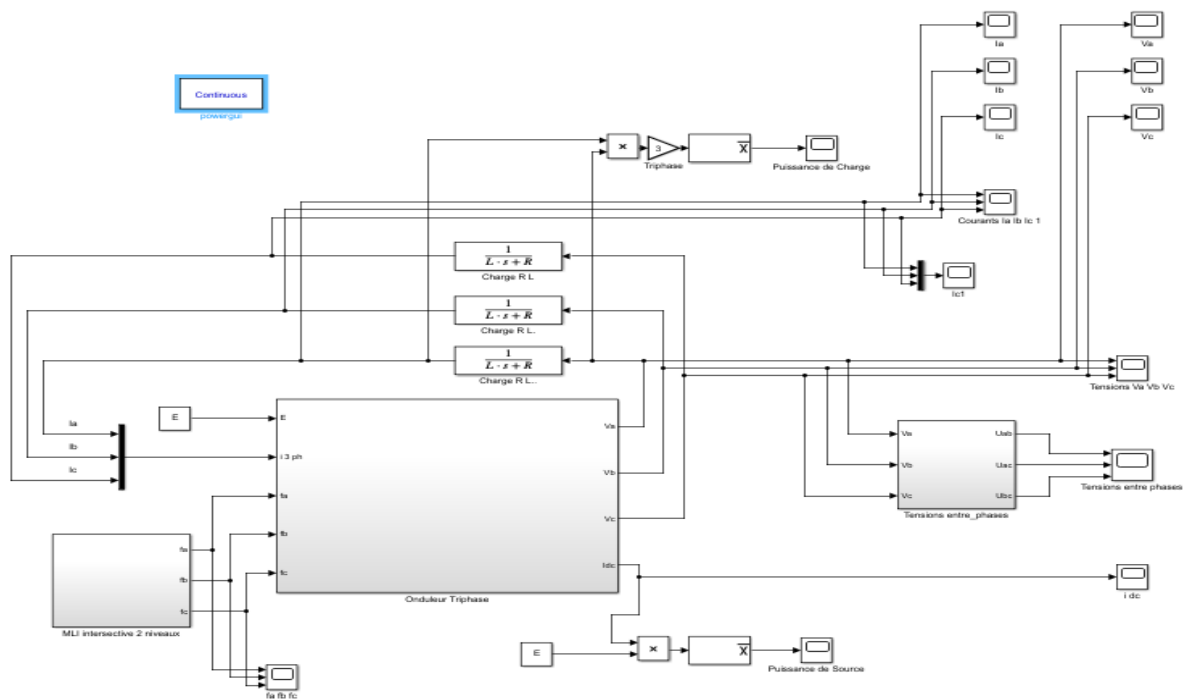 Ia
Va
Ib
Vb
Ic
Vc
Continuous
powergui
×
3
Triphase
X
Puissance de Charge
Courants Ia Ib Ic 1
1
L · s + R
Charge R L
Ic1
1
L · s + R
Charge R L.
1
L · s + R
Charge R L..
Tensions Va Vb Vc
E
Ia
Ib
Ic
E
i 3 ph
fa
fb
fc
Va
Vb
Vc
Idc
Onduleur Triphase
Va
Vb
Vc
Uab
Uac
Ubc
Tensions entre_phases
Tensions entre phases
fa
fb
fc
MLI intersective 2 niveaux
i dc
E
×
X
Puissance de Source
fa fb fc